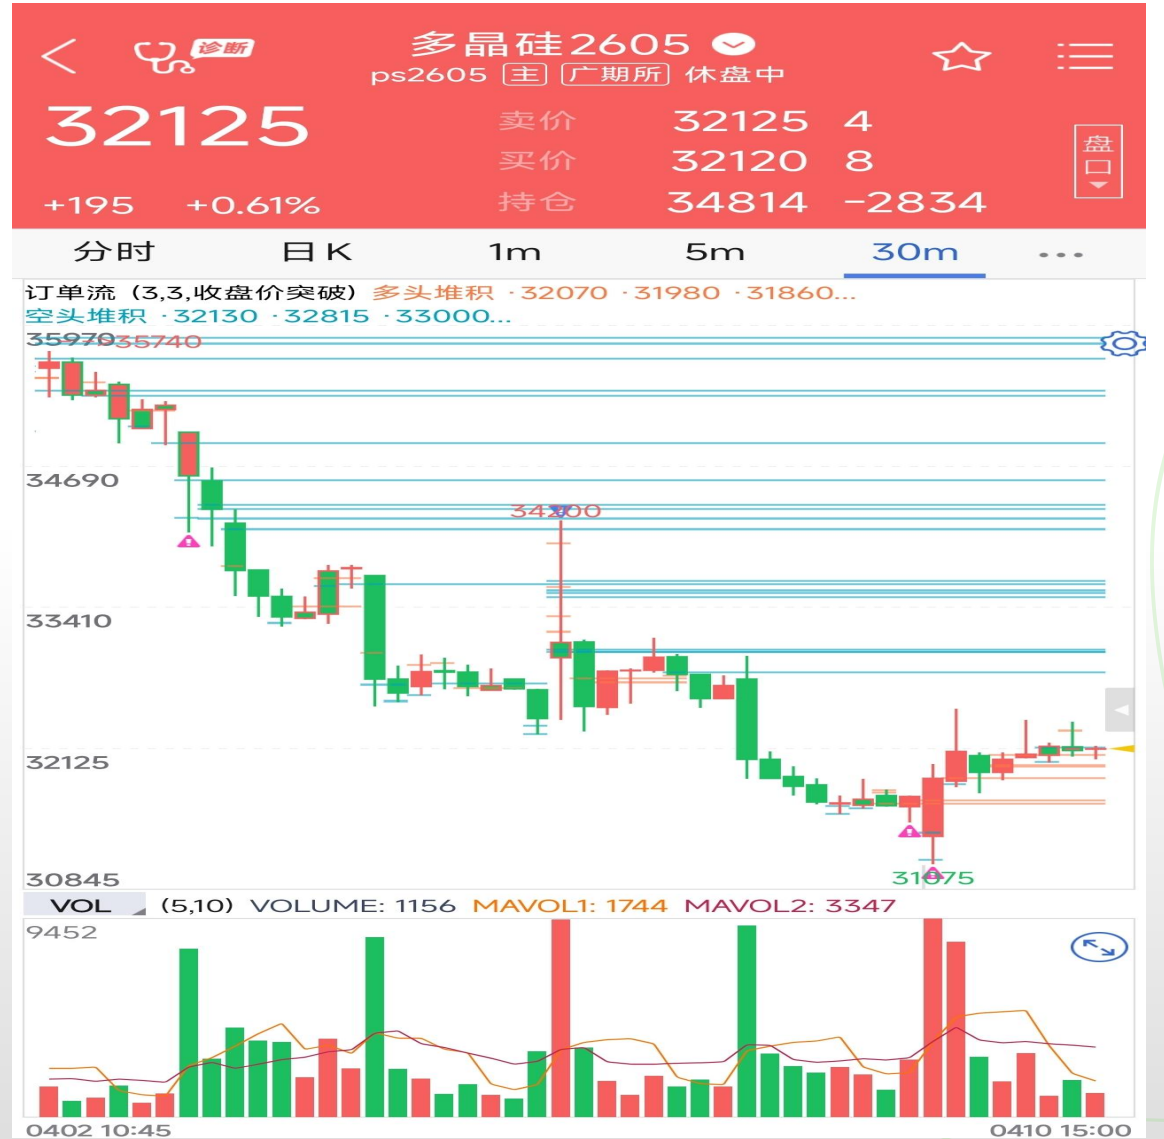 诊断
多晶硅2605
ps2605 主 广期所 休盘中
32125
卖价 32125 4
买价 32120 8
盘口
+195 +0.61%
持仓 34814 -2834
分时 日K 1m 5m 30m
订单流 (3,3,收盘价突破) 多头堆积 ·32070 ·31980 ·31860...
空头堆积 ·32130 ·32815 ·33000...
35970
35740
34690
34200
33410
32125
30845
31075
VOL (5,10) VOLUME: 1156 MAVOL1: 1744 MAVOL2: 3347
9452
0402 10:45 0410 15:00